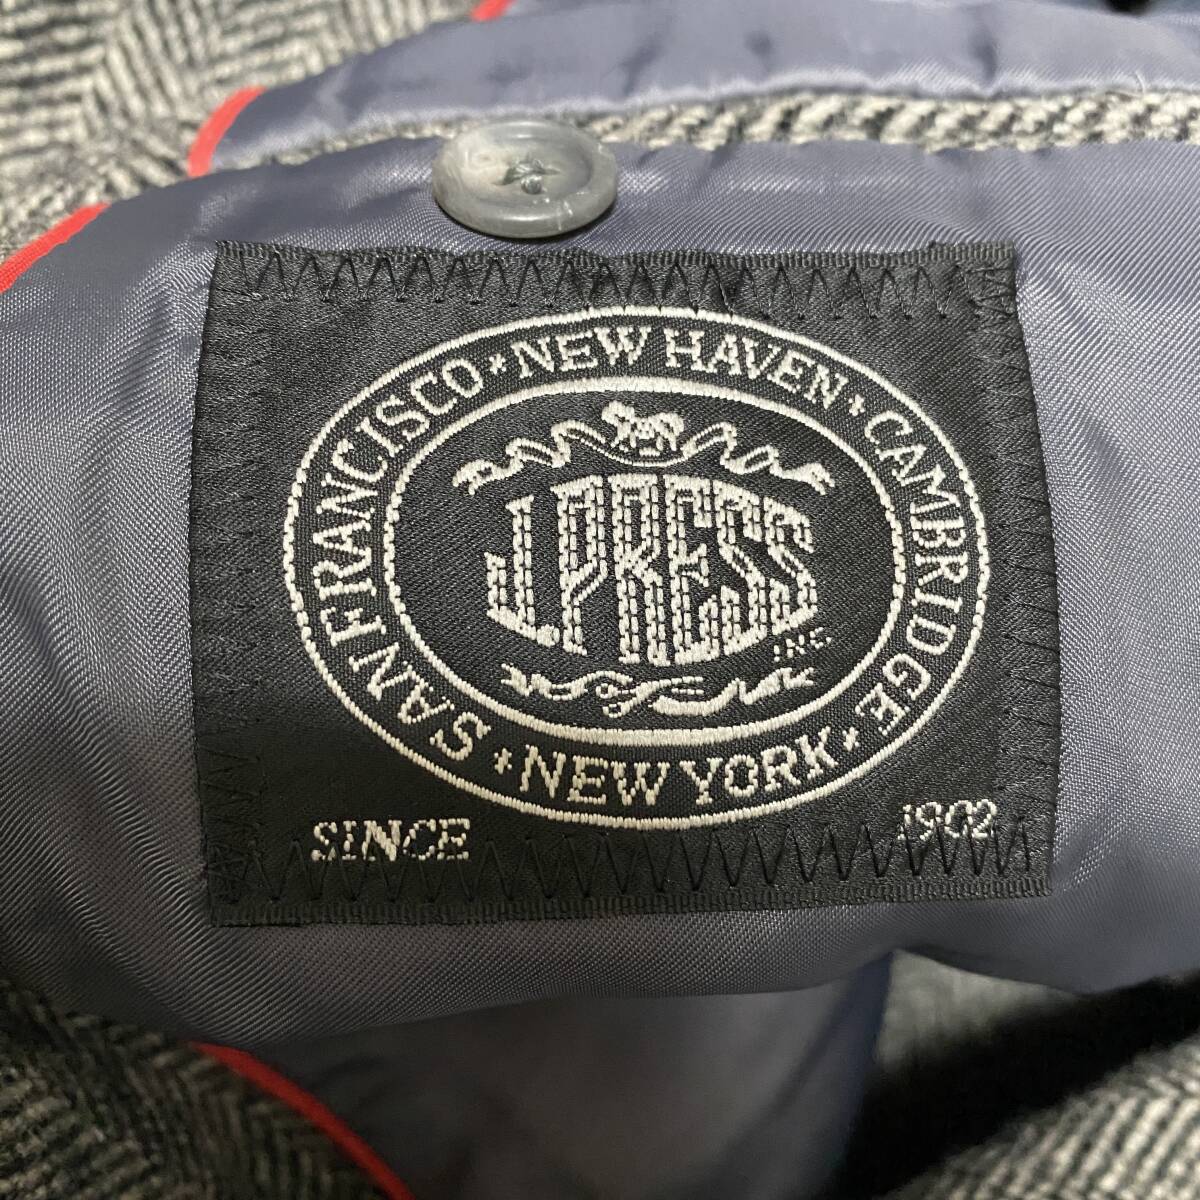 SAN FRANCISCO * NEW HAVEN * CAMBRIDGE * NEW YORK *
J.PRESS
INC.
SINCE 1902